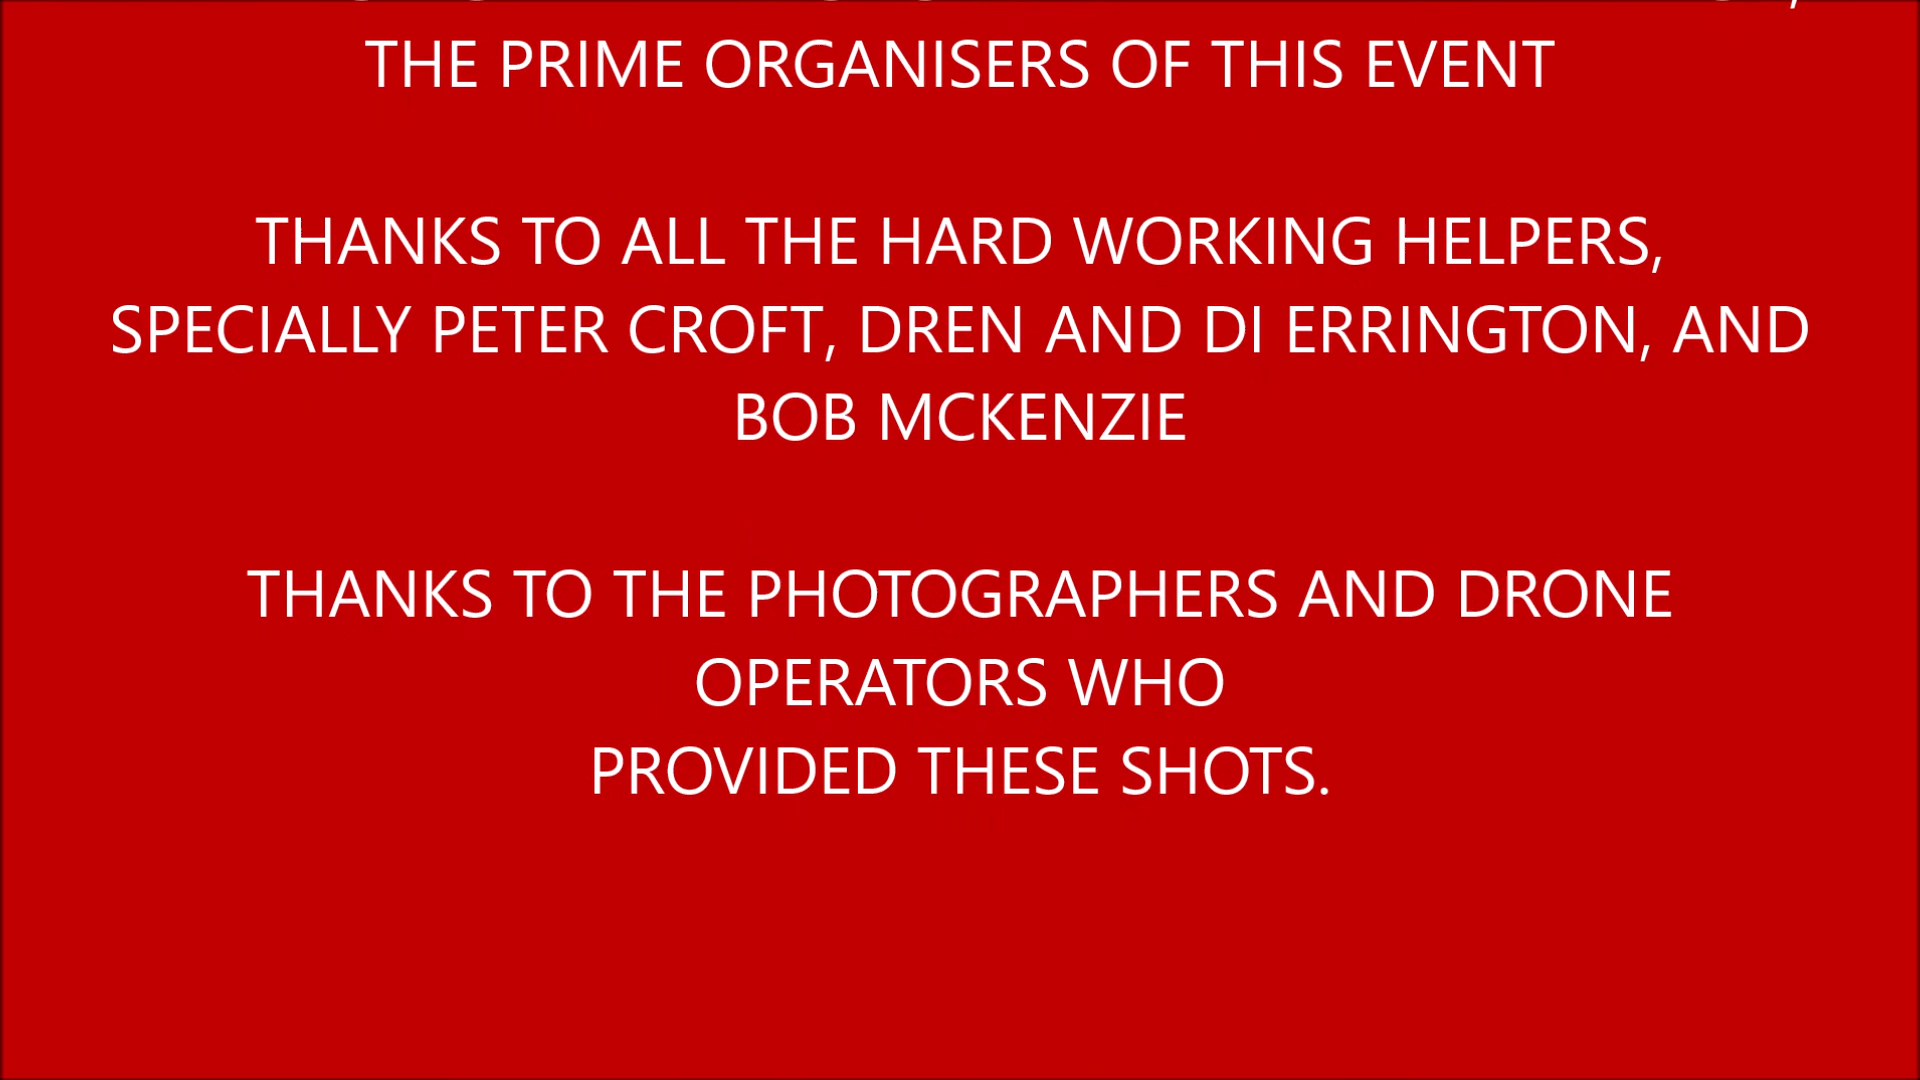 THE PRIME ORGANISERS OF THIS EVENT
THANKS TO ALL THE HARD WORKING HELPERS,
SPECIALLY PETER CROFT, DREN AND DI ERRINGTON, AND
BOB MCKENZIE
THANKS TO THE PHOTOGRAPHERS AND DRONE
OPERATORS WHO
PROVIDED THESE SHOTS.